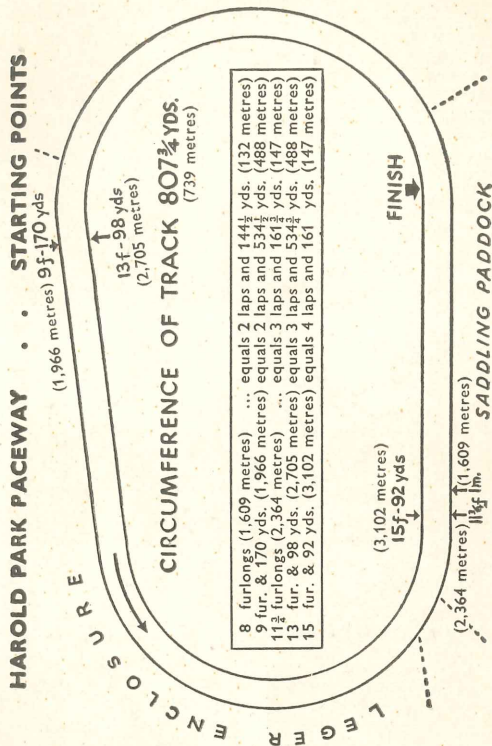 HAROLD PARK PACEWAY • • STARTING POINTS
(1,966 metres) 9f-170 yds
13f-98 yds
(2,705 metres)
LEGER ENCLOSURE
CIRCUMFERENCE OF TRACK 807¾ YDS.
(739 metres)
8 furlongs (1,609 metres) ... equals 2 laps and 144½ yds. (132 metres)
9 fur. & 170 yds. (1,966 metres) equals 2 laps and 534½ yds. (488 metres)
11¾ furlongs (2,364 metres) ... equals 3 laps and 161¾ yds. (147 metres)
13 fur. & 98 yds. (2,705 metres) equals 3 laps and 534¾ yds. (488 metres)
15 fur. & 92 yds. (3,102 metres) equals 4 laps and 161 yds. (147 metres)
(3,102 metres)
15f-92 yds
FINISH
(2,364 metres) (1,609 metres)
11¾f 1m.
SADDLING PADDOCK